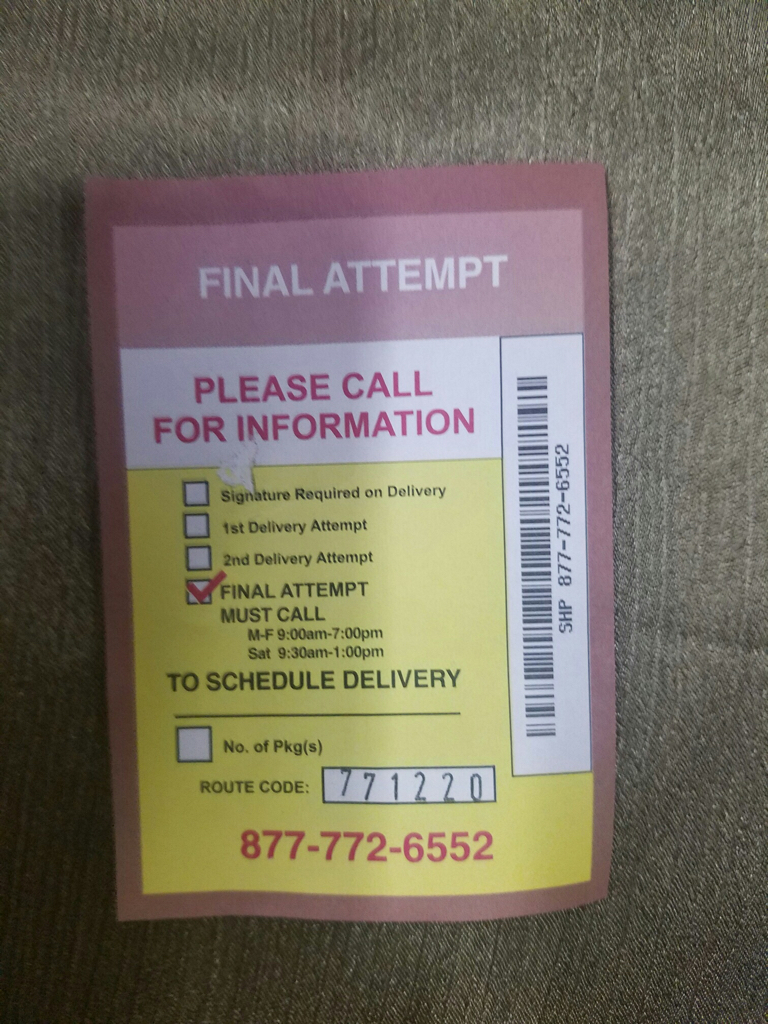 FINAL ATTEMPT
PLEASE CALL
FOR INFORMATION
Signature Required on Delivery
1st Delivery Attempt
2nd Delivery Attempt
FINAL ATTEMPT
MUST CALL
M-F 9:00am-7:00pm
Sat 9:30am-1:00pm
TO SCHEDULE DELIVERY
No. of Pkg(s)
ROUTE CODE: 771220
877-772-6552
SHP 877-772-6552